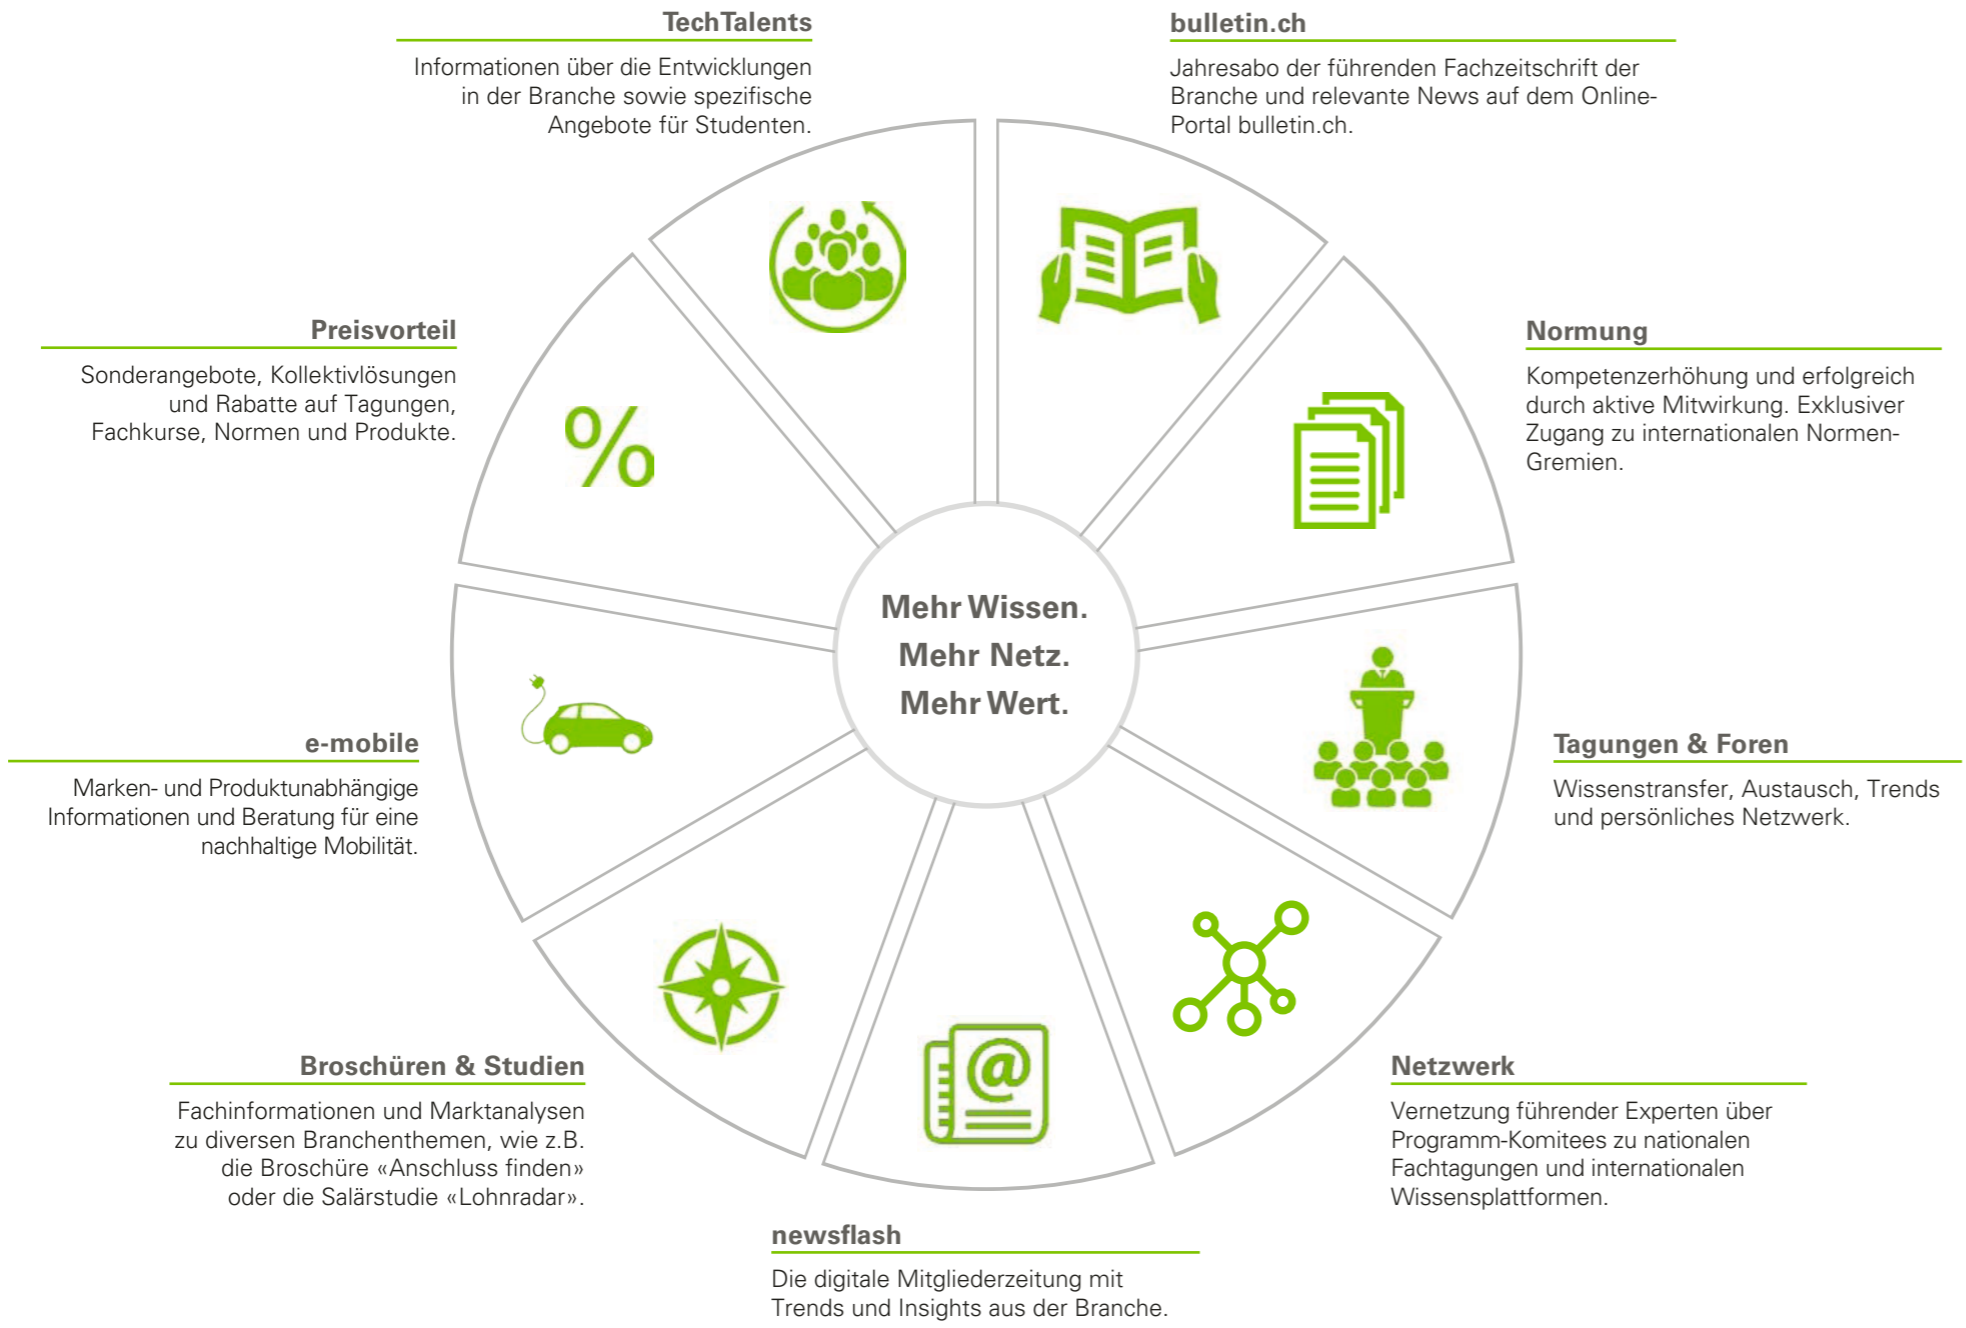 TechTalents
Informationen über die Entwicklungen
in der Branche sowie spezifische
Angebote für Studenten.
bulletin.ch
Jahresabo der führenden Fachzeitschrift der
Branche und relevante News auf dem Online-
Portal bulletin.ch.
Normung
Kompetenzerhöhung und erfolgreich
durch aktive Mitwirkung. Exklusiver
Zugang zu internationalen Normen-
Gremien.
Tagungen & Foren
Wissenstransfer, Austausch, Trends
und persönliches Netzwerk.
Netzwerk
Vernetzung führender Experten über
Programm-Komitees zu nationalen
Fachtagungen und internationalen
Wissensplattformen.
newsflash
Die digitale Mitgliederzeitung mit
Trends und Insights aus der Branche.
Broschüren & Studien
Fachinformationen und Marktanalysen
zu diversen Branchenthemen, wie z.B.
die Broschüre «Anschluss finden»
oder die Salärstudie «Lohnradar».
e-mobile
Marken- und Produktunabhängige
Informationen und Beratung für eine
nachhaltige Mobilität.
Preisvorteil
Sonderangebote, Kollektivlösungen
und Rabatte auf Tagungen,
Fachkurse, Normen und Produkte.
%
@
Mehr Wissen.
Mehr Netz.
Mehr Wert.